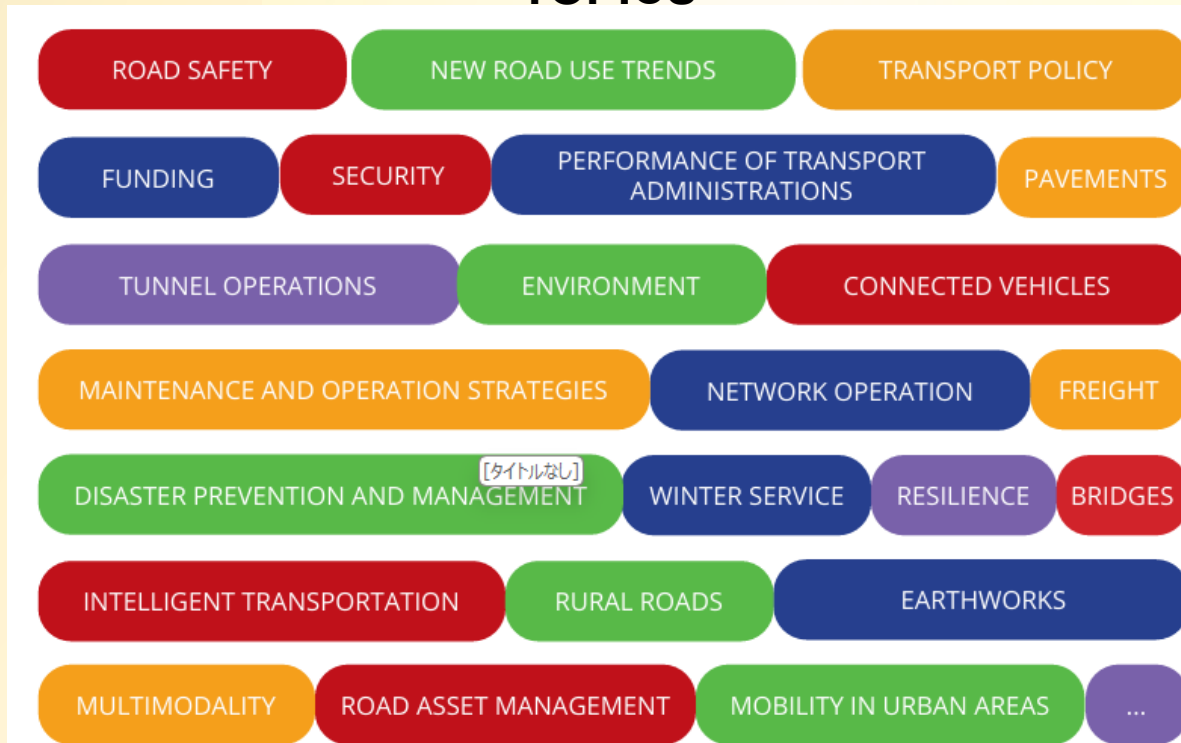 TOPICS
ROAD SAFETY
NEW ROAD USE TRENDS
TRANSPORT POLICY
FUNDING
SECURITY
PERFORMANCE OF TRANSPORT
ADMINISTRATIONS
PAVEMENTS
TUNNEL OPERATIONS
ENVIRONMENT
CONNECTED VEHICLES
MAINTENANCE AND OPERATION STRATEGIES
NETWORK OPERATION
FREIGHT
[タイトルなし]
DISASTER PREVENTION AND MANAGEMENT
WINTER SERVICE
RESILIENCE
BRIDGES
INTELLIGENT TRANSPORTATION
RURAL ROADS
EARTHWORKS
MULTIMODALITY
ROAD ASSET MANAGEMENT
MOBILITY IN URBAN AREAS
...